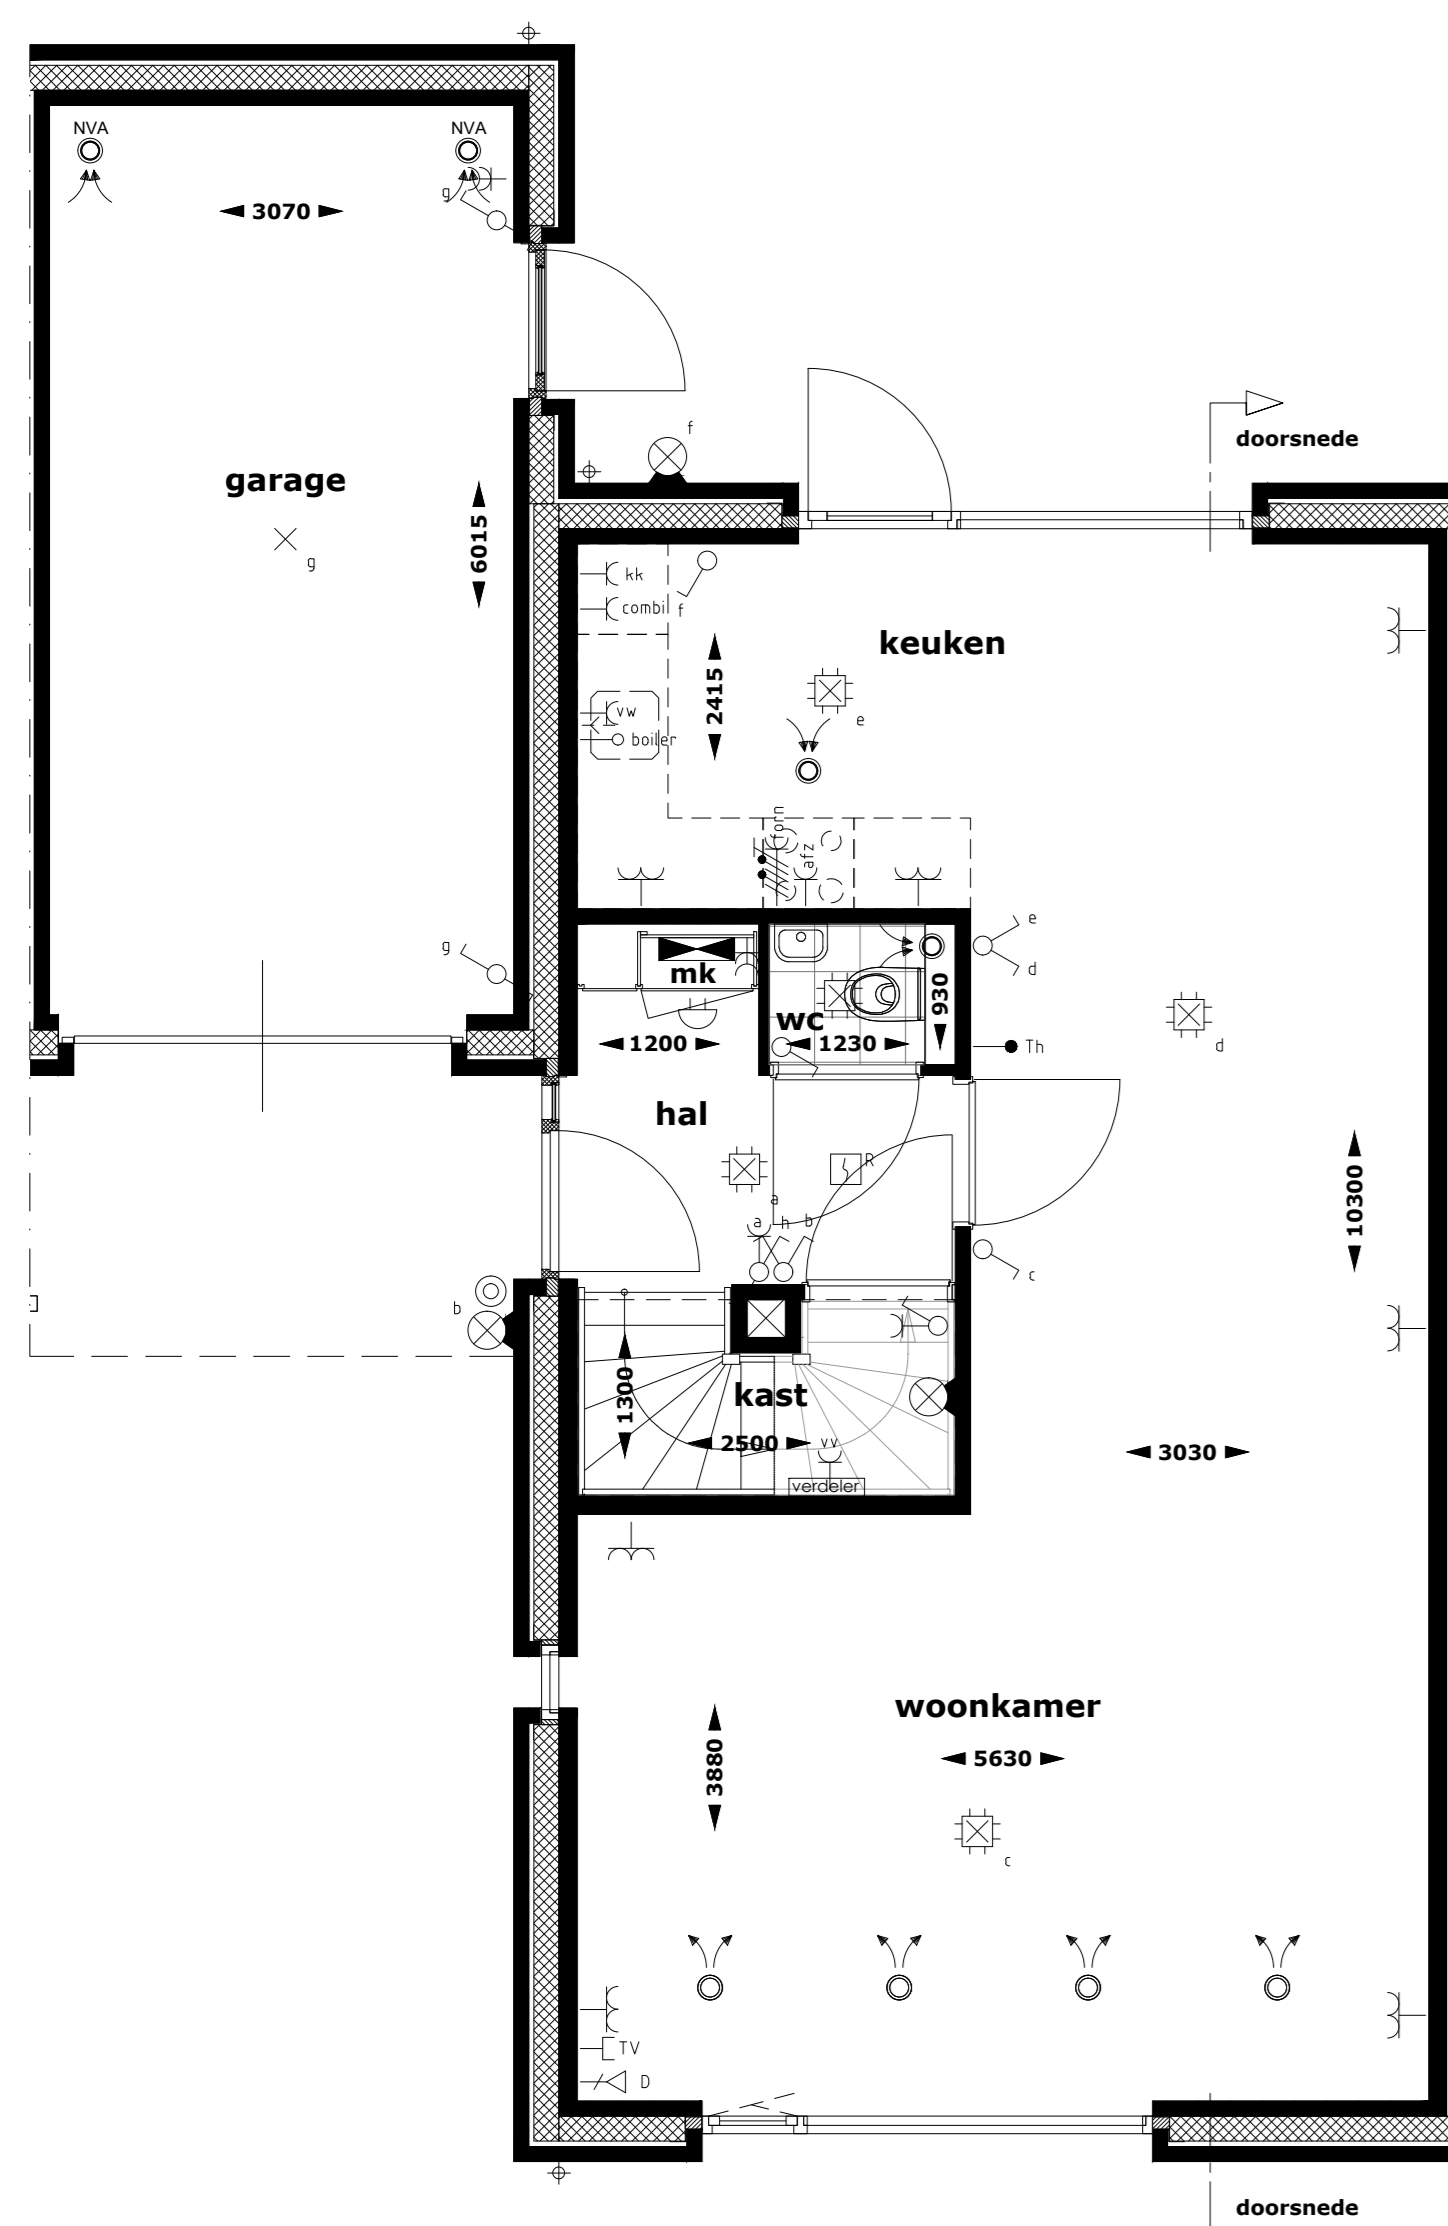 NVA
NVA
g
3070
f
doorsnede
garage
6015
g
kk
combi
f
keuken
2415
vw
boiler
e
forn
afz
g
mk
wc
930
e
d
1200
1230
Th
d
hal
R
a
a
h
b
10300
c
b
1300
kast
2500
vv
verdeler
3030
woonkamer
3880
5630
c
TV
D
doorsnede